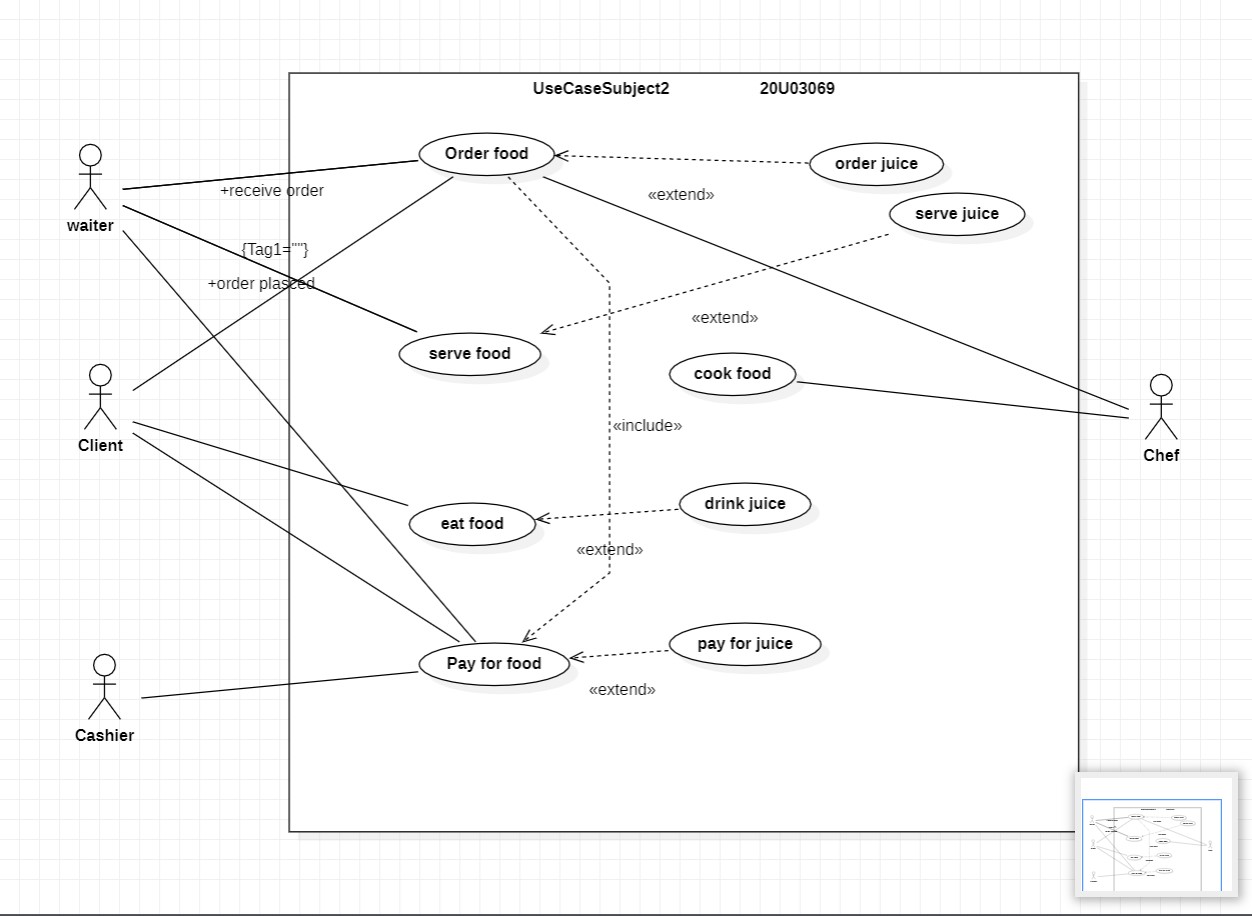 UseCaseSubject2 20U03069
Order food
order juice
+receive order
«extend»
serve juice
waiter
{Tag1=""}
+order plasced
«extend»
serve food
cook food
«include»
Client
Chef
drink juice
eat food
«extend»
pay for juice
Pay for food
«extend»
Cashier